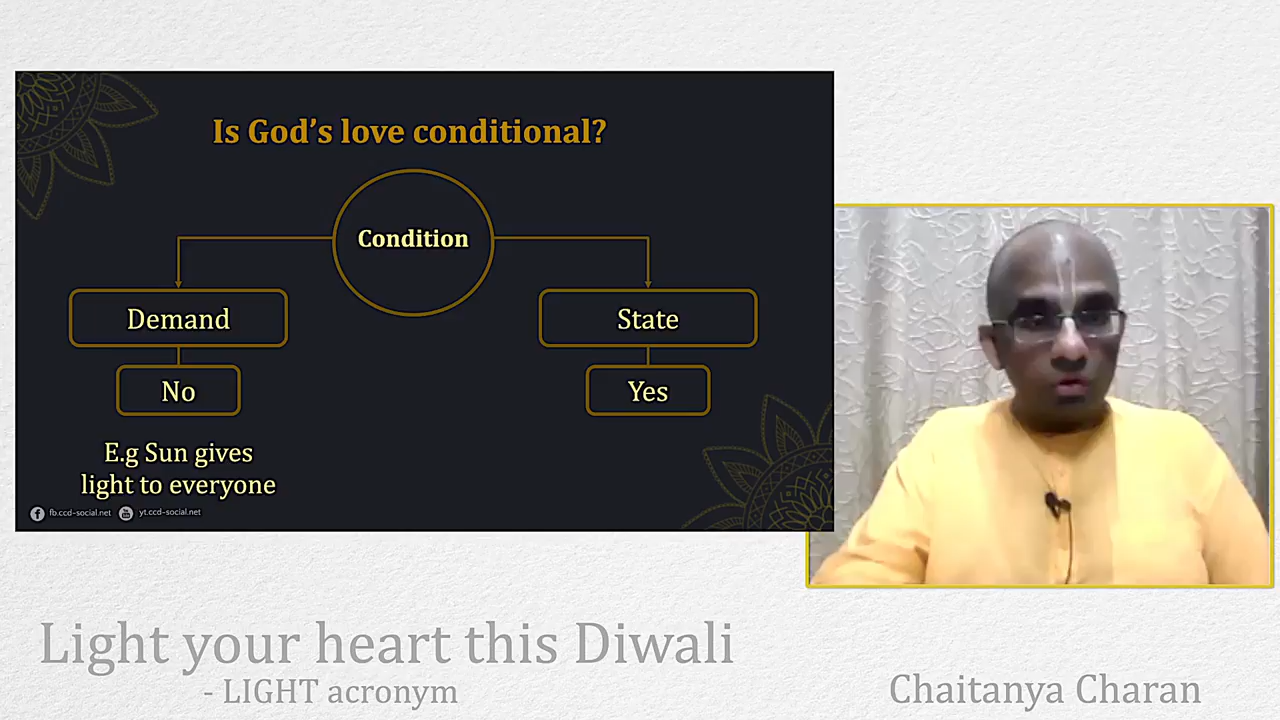 Is God's love conditional?
Condition
Demand
State
No
Yes
E.g Sun gives
light to everyone
fb.ccd-social.net
yt.ccd-social.net
Light your heart this Diwali
- LIGHT acronym
Chaitanya Charan